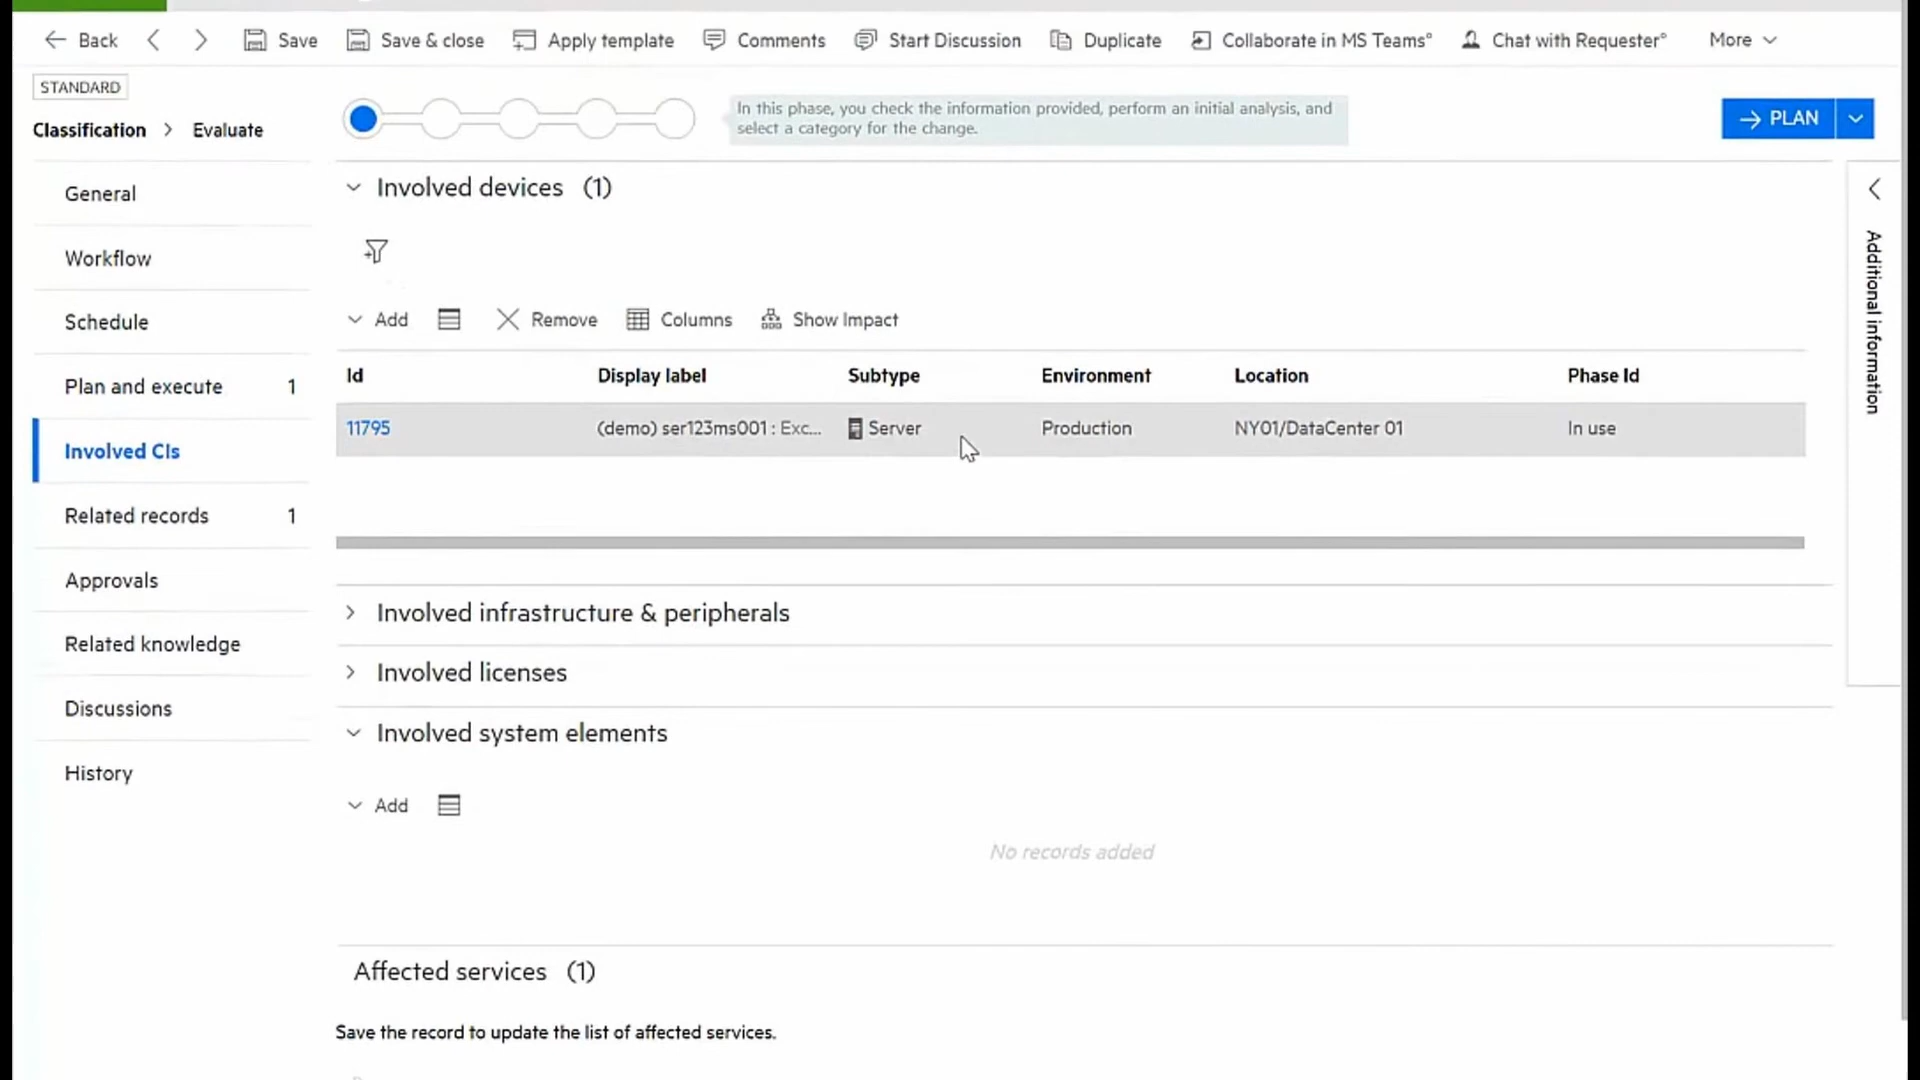 Back
Save
Save & close
Apply template
Comments
Start Discussion
Duplicate
Collaborate in MS Teams°
Chat with Requester°
More
STANDARD
Classification > Evaluate
In this phase, you check the information provided, perform an initial analysis, and
select a category for the change.
PLAN
General
Workflow
Schedule
Plan and execute 1
Involved CIs
Related records 1
Approvals
Related knowledge
Discussions
History
Involved devices (1)
Add
Remove
Columns
Show Impact
Id Display label Subtype Environment Location Phase Id
11795 (demo) ser123ms001 : Exc... Server Production NY01/DataCenter 01 In use
Involved infrastructure & peripherals
Involved licenses
Involved system elements
Add
No records added
Affected services (1)
Save the record to update the list of affected services.
Additional information